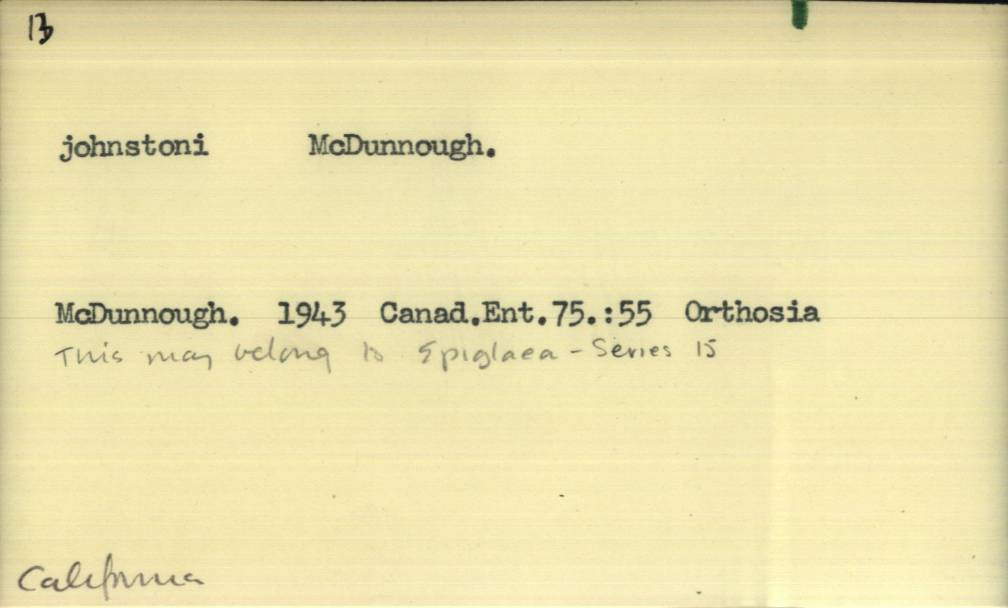 13
johnstoni McDunnough.
McDunnough. 1943 Canad.Ent.75.:55 Orthosia
This may belong to Epiglaea - Series 15
California